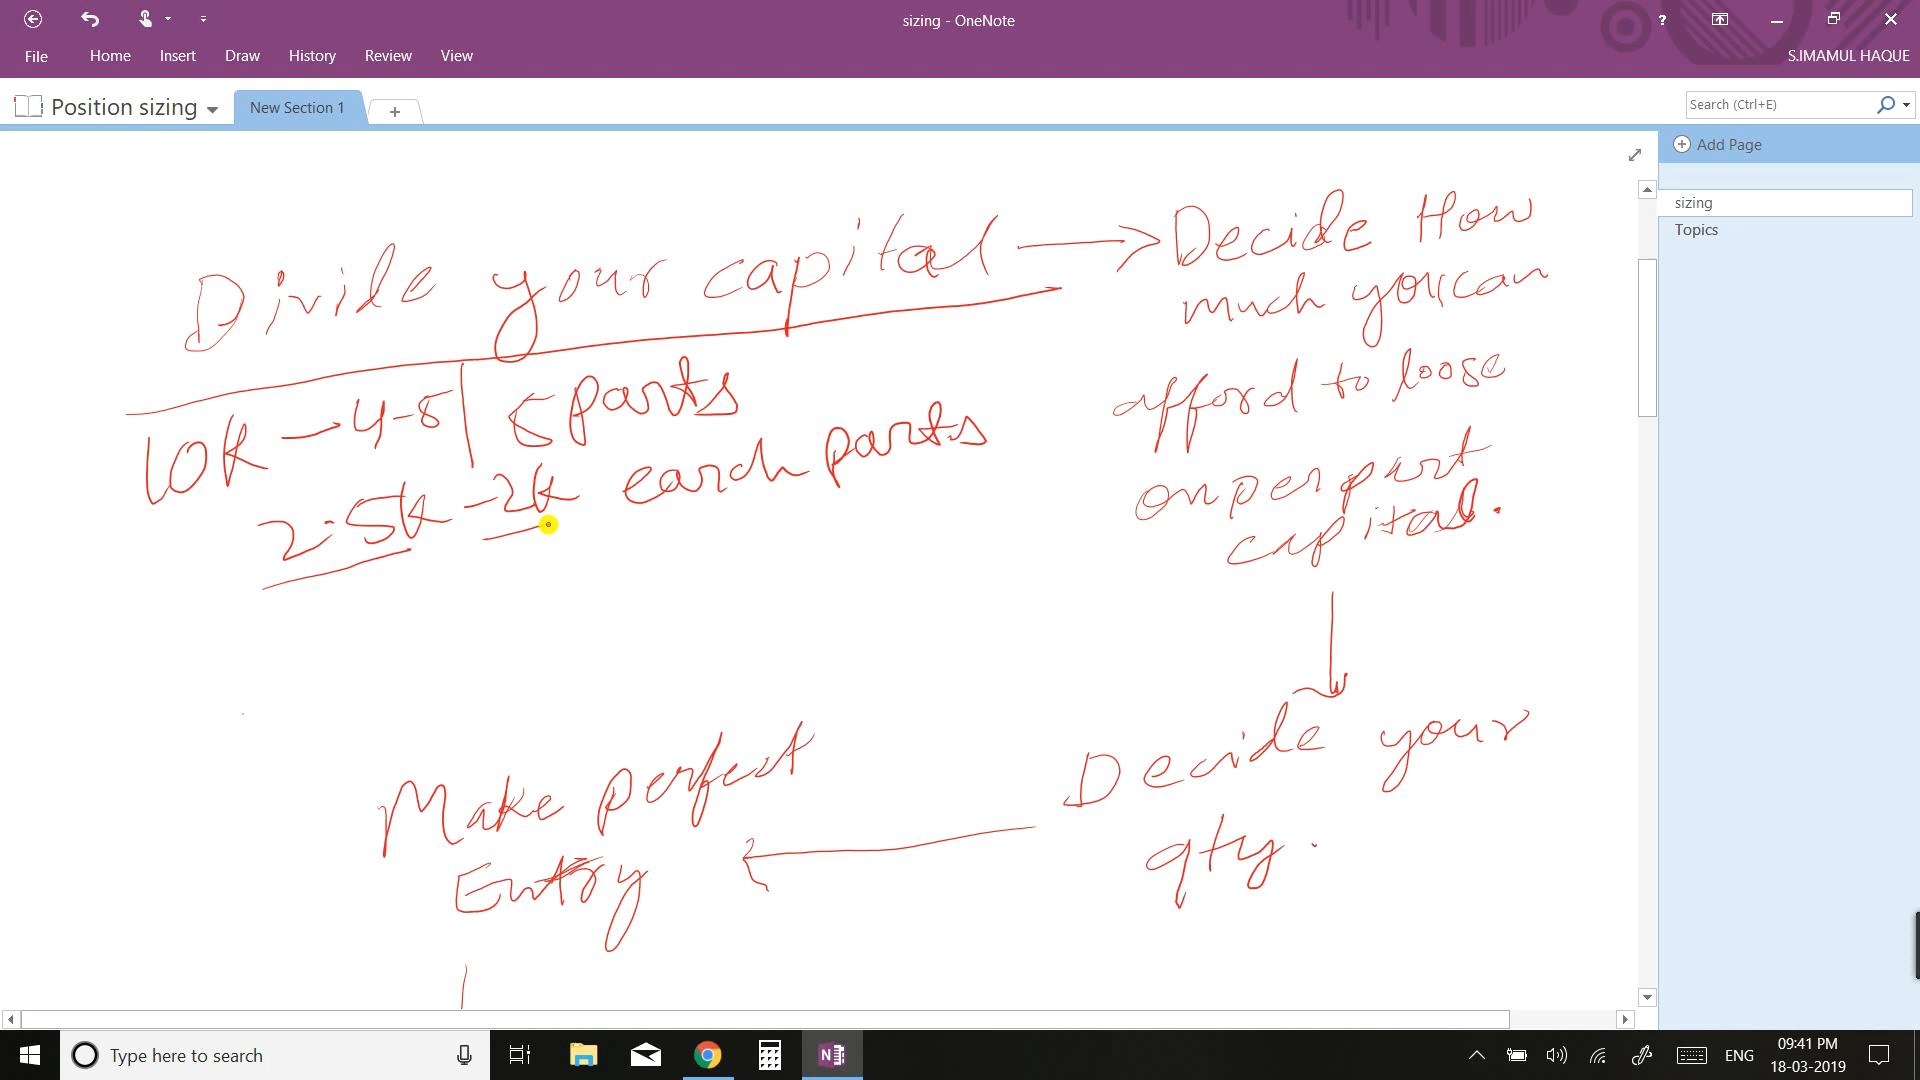 sizing - OneNote
?
File Home Insert Draw History Review View
S.IMAMUL HAQUE
Position sizing
New Section 1
+
Search (Ctrl+E)
Add Page
sizing
Topics
Divide your capital
Decide How
much you can
afford to loose
on per part
capital.
10K → 4-5 | 5 parts
2.5k - 2k each parts
Decide your
qty.
Make perfect
Entry
Type here to search
ENG
09:41 PM
18-03-2019